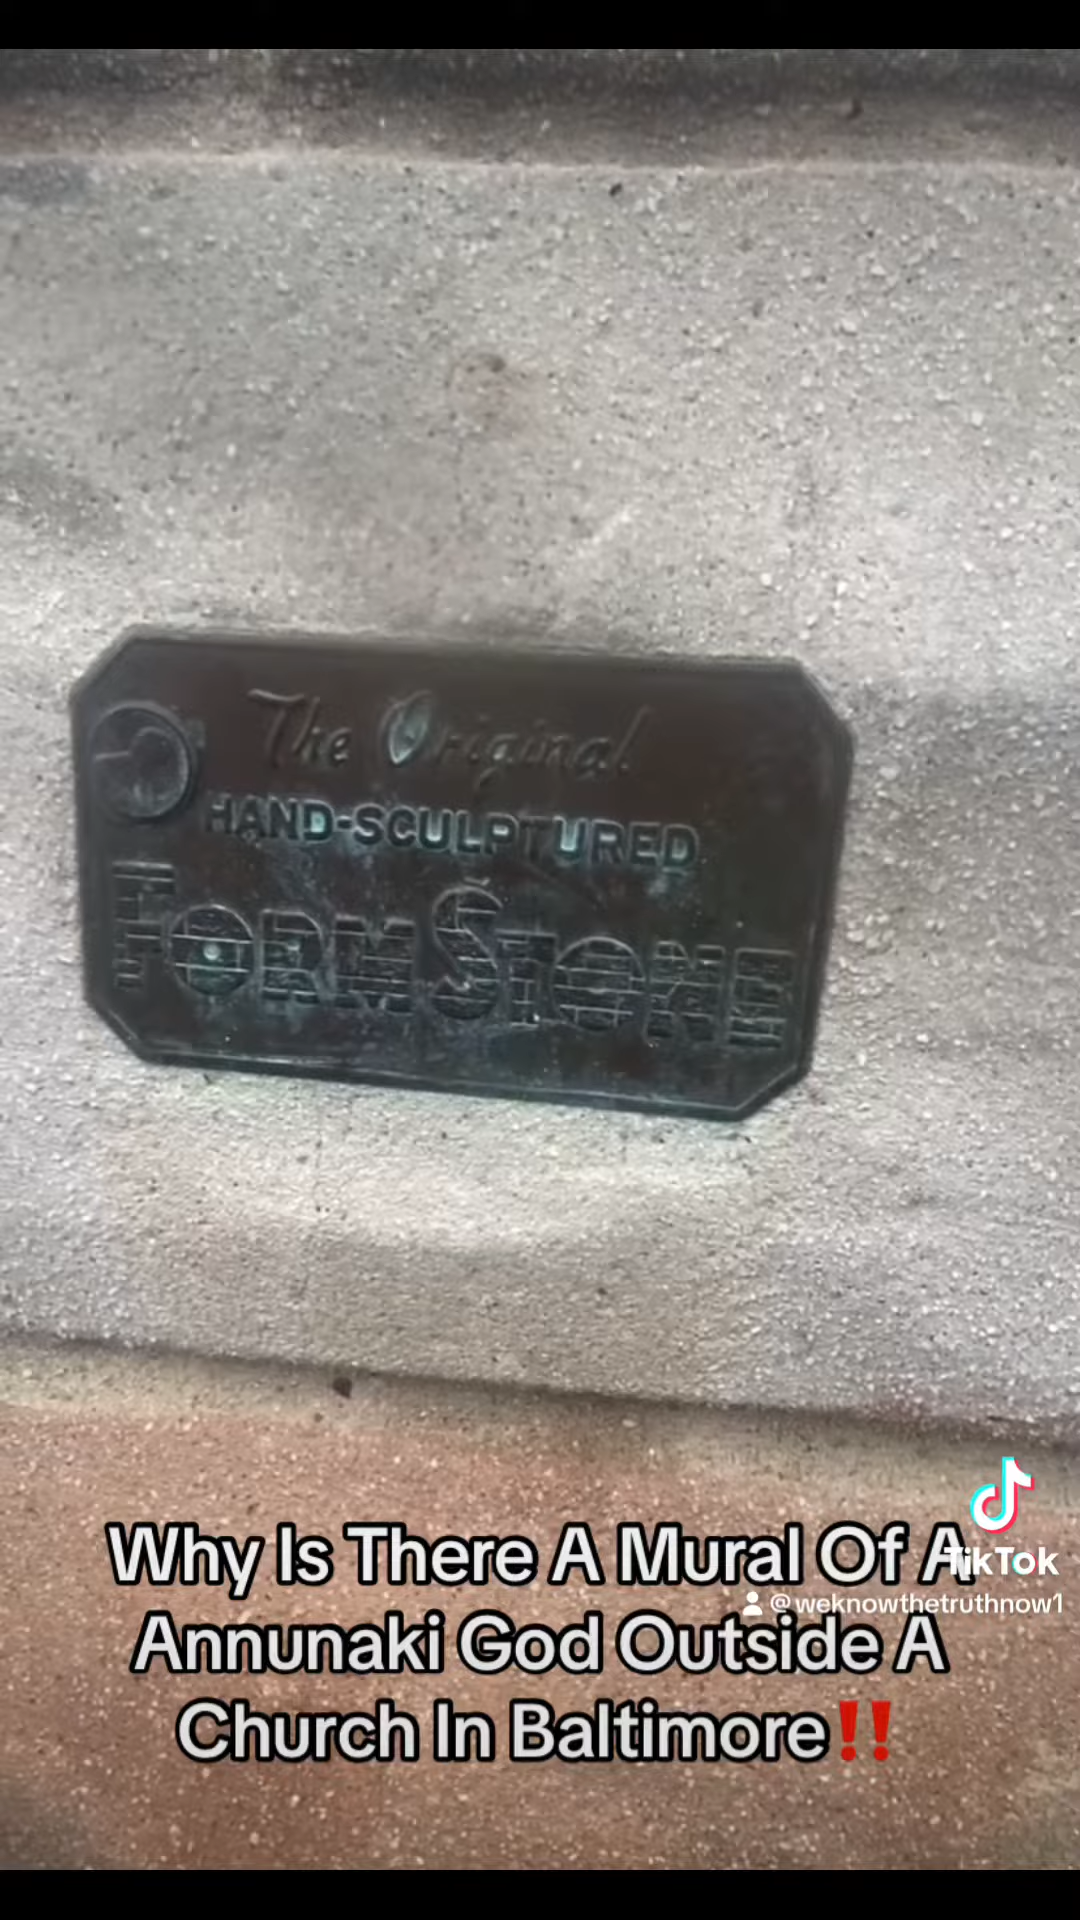 The Original
HAND-SCULPTURED
FORMSTONE
Why Is There A Mural Of A
TikTok
@weknowthetruthnow1
Annunaki God Outside A
Church In Baltimore‼️